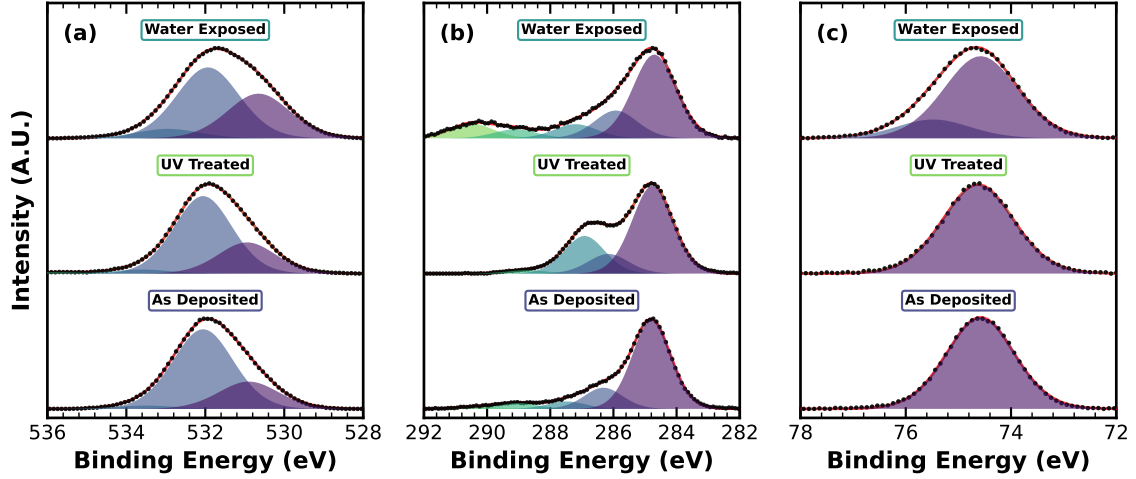 (a)
Water Exposed
UV Treated
As Deposited
536
534
532
530
528
Binding Energy (eV)
Intensity (A.U.)
(b)
Water Exposed
UV Treated
As Deposited
292
290
288
286
284
282
Binding Energy (eV)
(c)
Water Exposed
UV Treated
As Deposited
78
76
74
72
Binding Energy (eV)